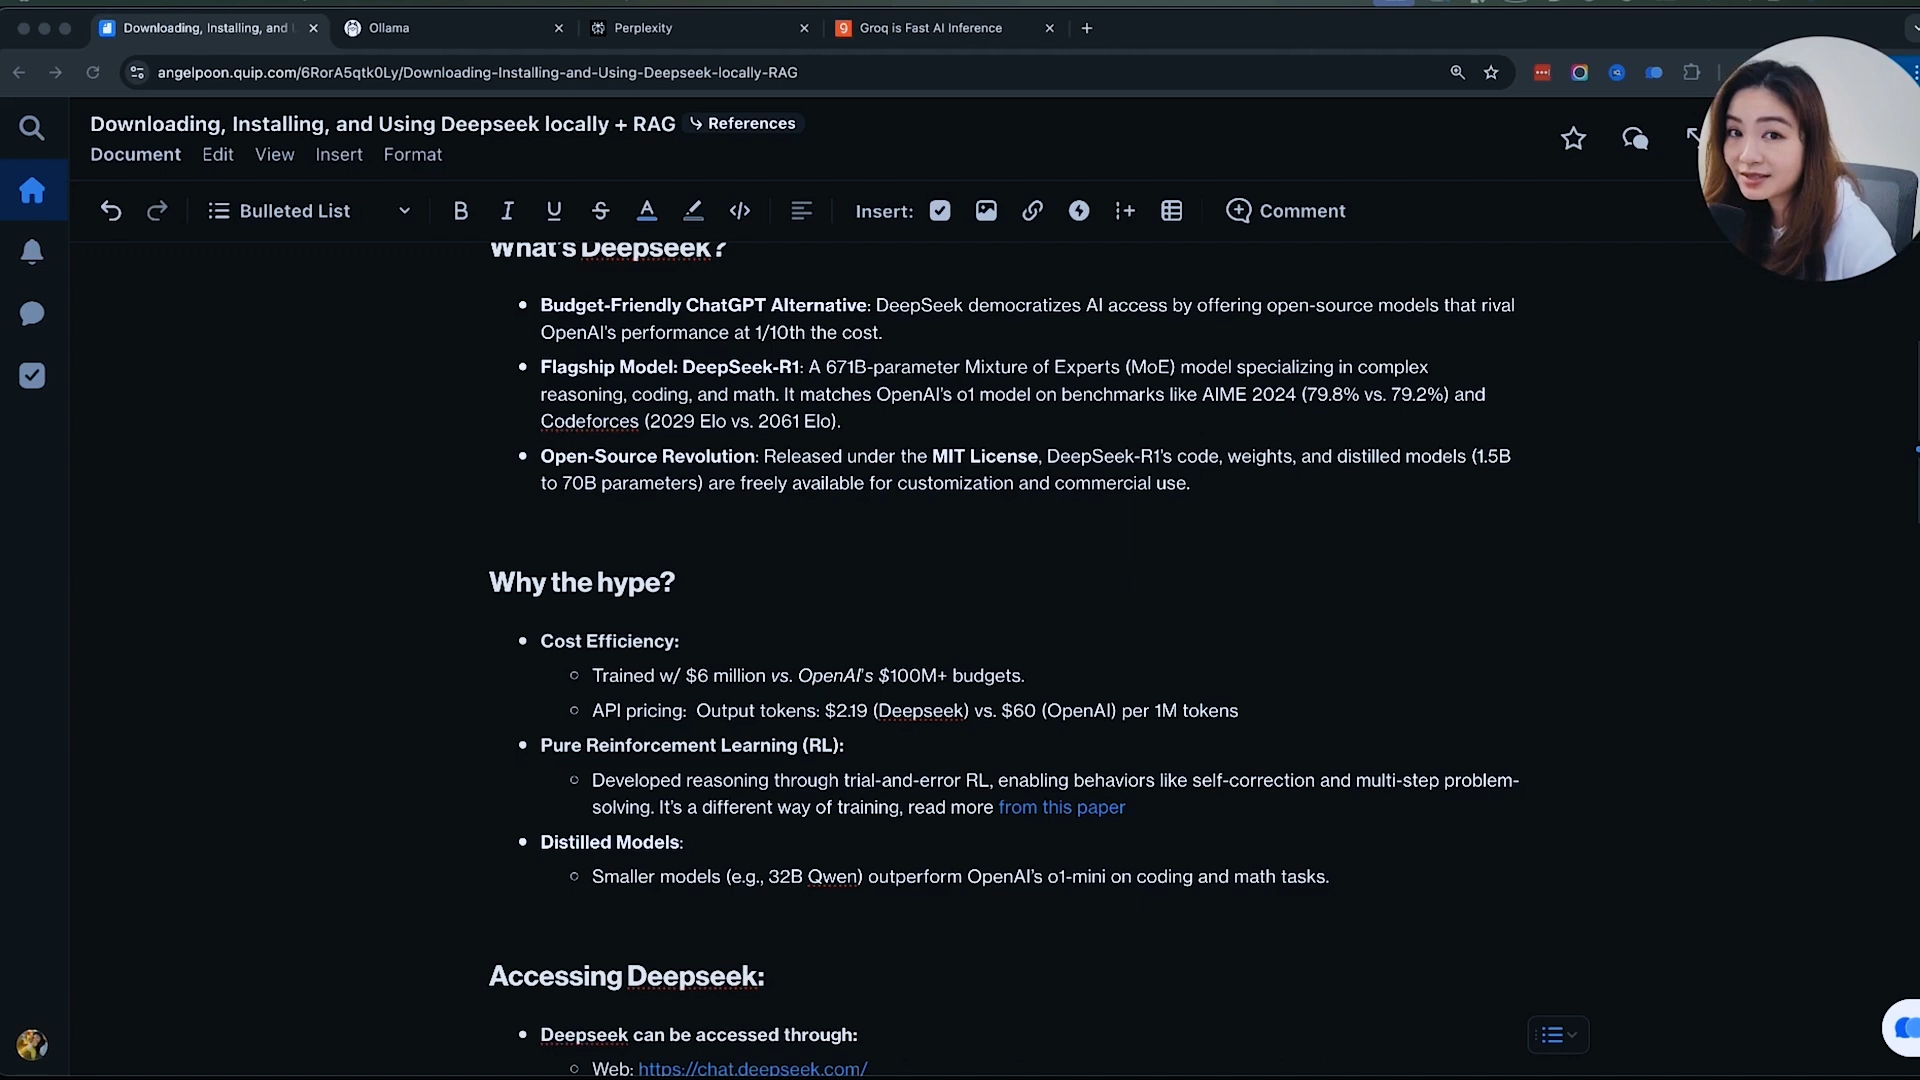 Downloading, Installing, and
Ollama
Perplexity
Groq is Fast AI Inference
angelpoon.quip.com/6RorA5qtk0Ly/Downloading-Installing-and-Using-Deepseek-locally-RAG
Downloading, Installing, and Using Deepseek locally + RAG
References
Document Edit View Insert Format
Bulleted List
B I U S A
Insert:
Comment
What's Deepseek?
• Budget-Friendly ChatGPT Alternative: DeepSeek democratizes AI access by offering open-source models that rival
OpenAI's performance at 1/10th the cost.
• Flagship Model: DeepSeek-R1: A 671B-parameter Mixture of Experts (MoE) model specializing in complex
reasoning, coding, and math. It matches OpenAI's o1 model on benchmarks like AIME 2024 (79.8% vs. 79.2%) and
Codeforces (2029 Elo vs. 2061 Elo).
• Open-Source Revolution: Released under the MIT License, DeepSeek-R1's code, weights, and distilled models (1.5B
to 70B parameters) are freely available for customization and commercial use.
Why the hype?
• Cost Efficiency:
○ Trained w/ $6 million vs. OpenAI's $100M+ budgets.
○ API pricing: Output tokens: $2.19 (Deepseek) vs. $60 (OpenAI) per 1M tokens
• Pure Reinforcement Learning (RL):
○ Developed reasoning through trial-and-error RL, enabling behaviors like self-correction and multi-step problem-
solving. It's a different way of training, read more from this paper
• Distilled Models:
○ Smaller models (e.g., 32B Qwen) outperform OpenAI's o1-mini on coding and math tasks.
Accessing Deepseek:
• Deepseek can be accessed through:
○ Web: https://chat.deepseek.com/